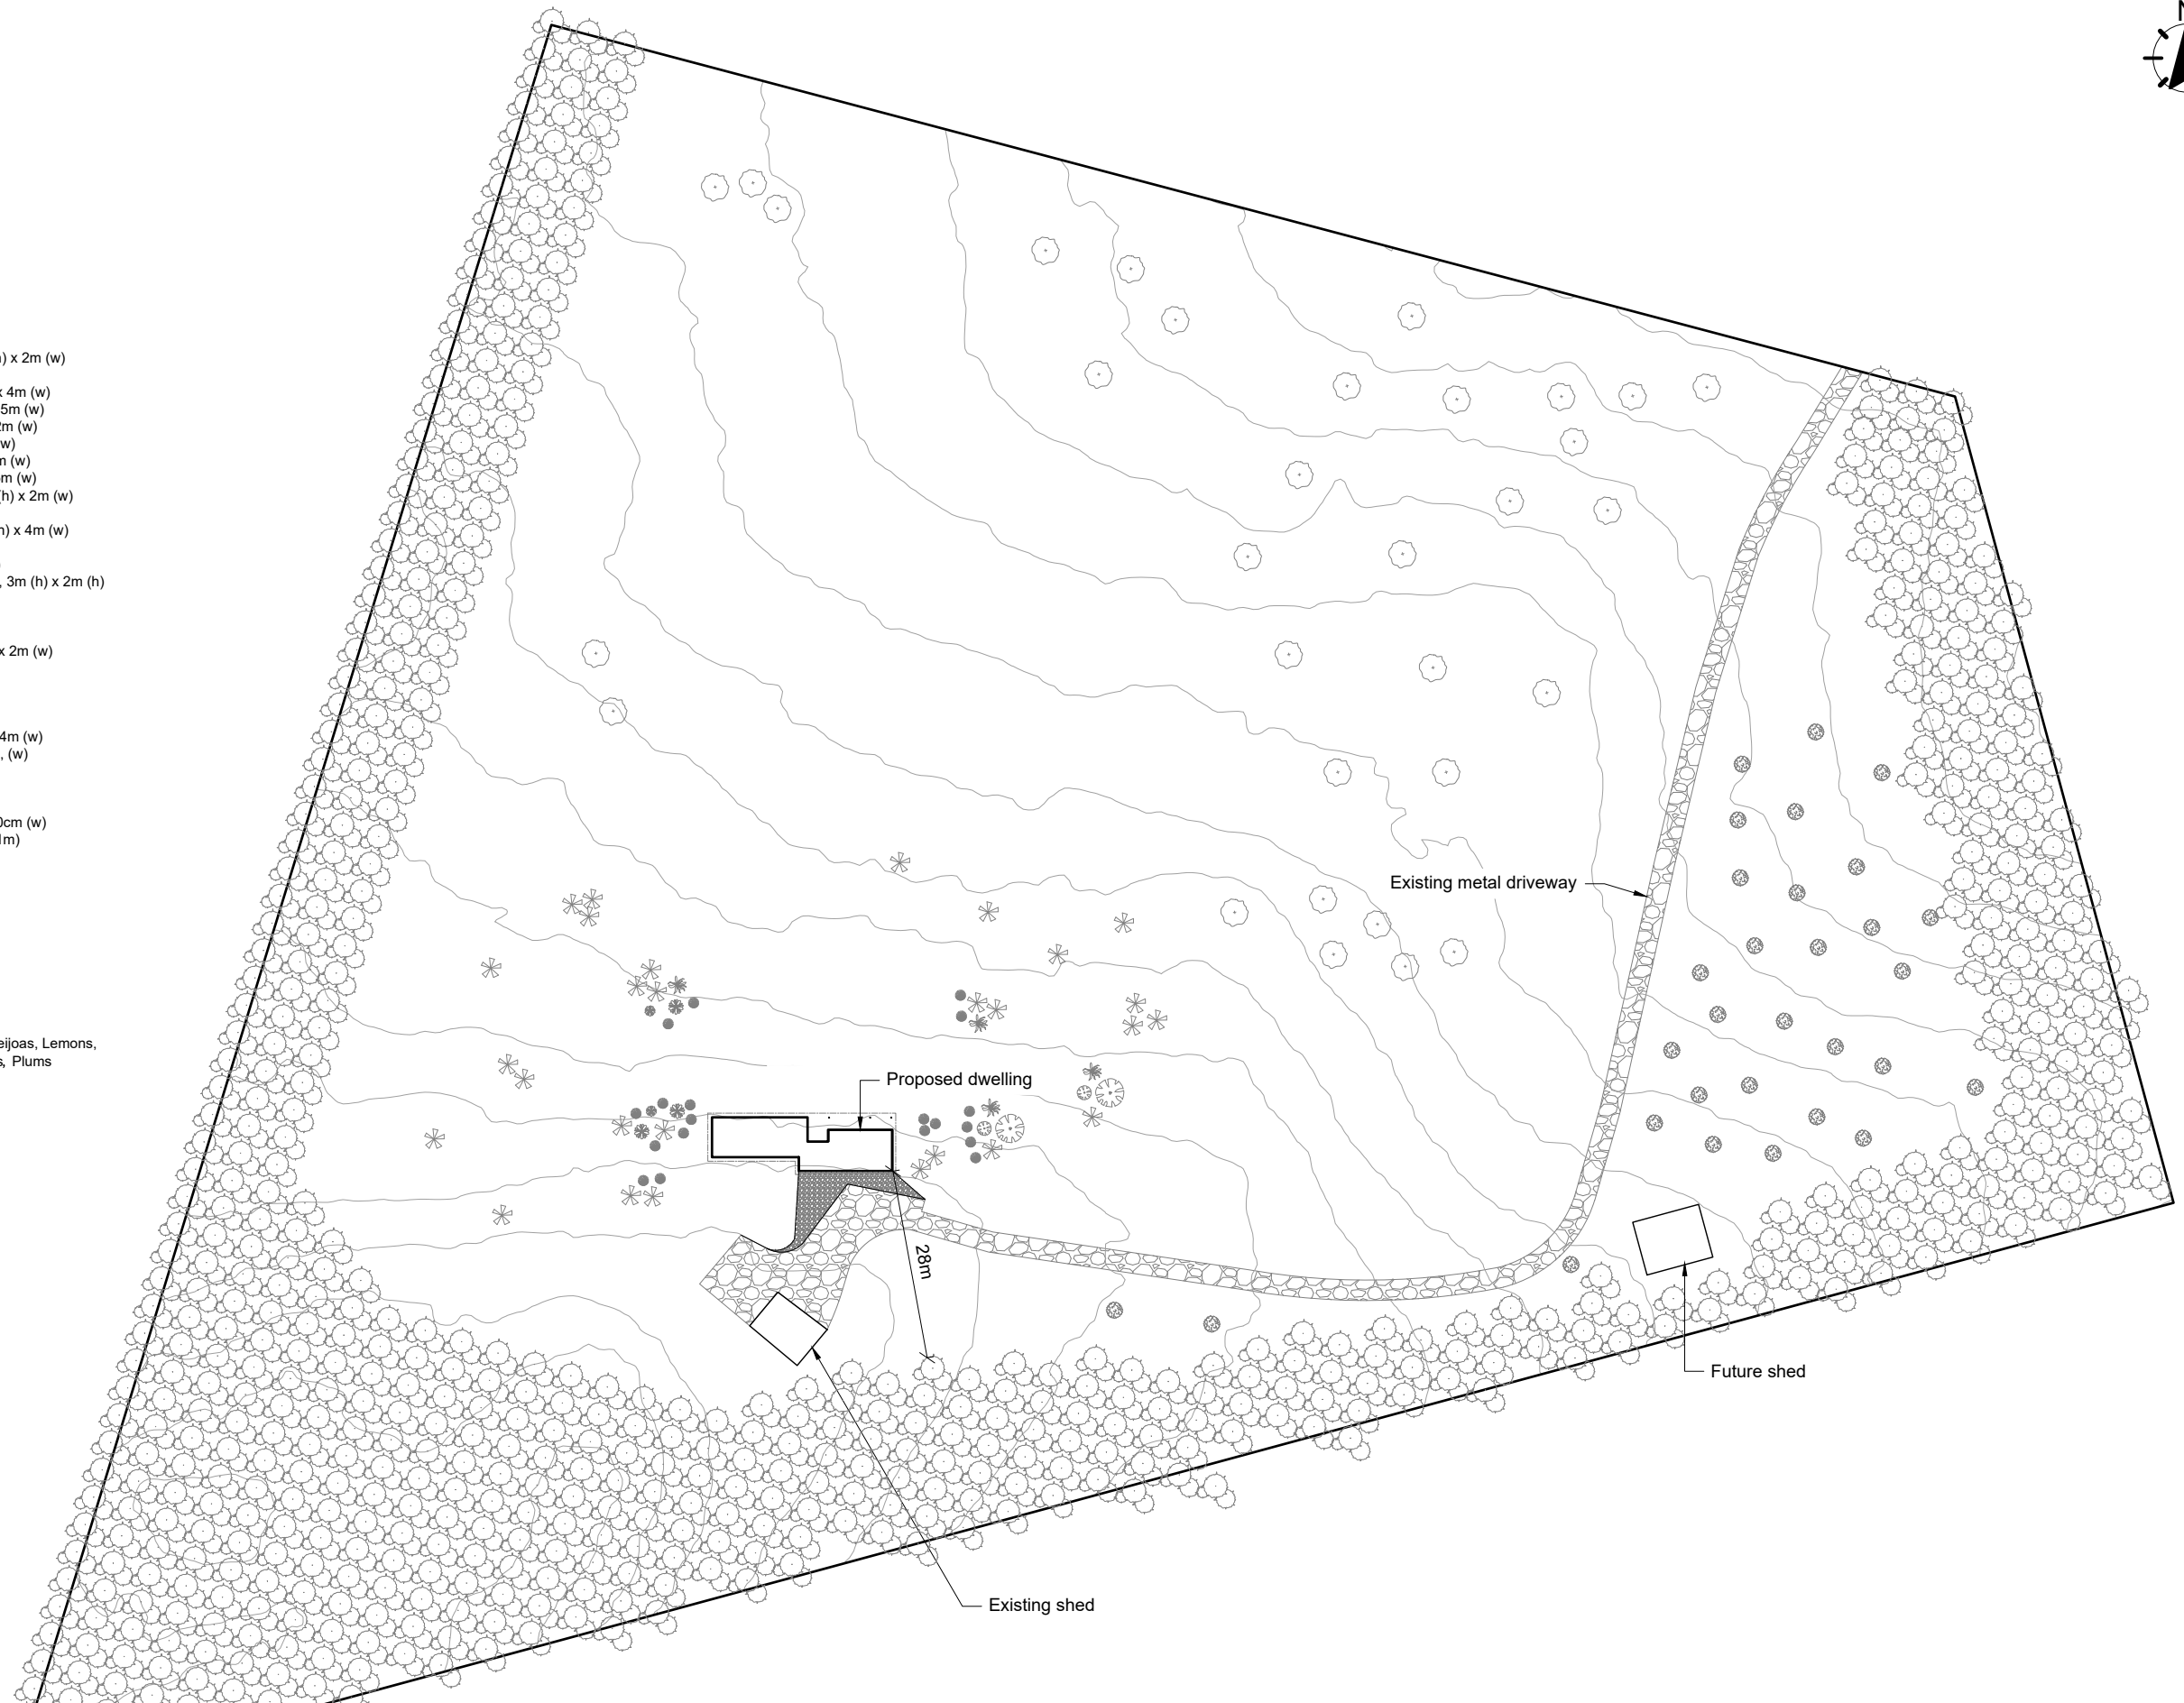 ) x 2m (w)
x 4m (w)
5m (w)
2m (w)
(w)
m (w)
m (w)
(h) x 2m (w)
h) x 4m (w)
, 3m (h) x 2m (h)
x 2m (w)
4m (w)
, (w)
0cm (w)
1m)
eijoas, Lemons,
s, Plums
N
Existing metal driveway
Proposed dwelling
28m
Future shed
Existing shed